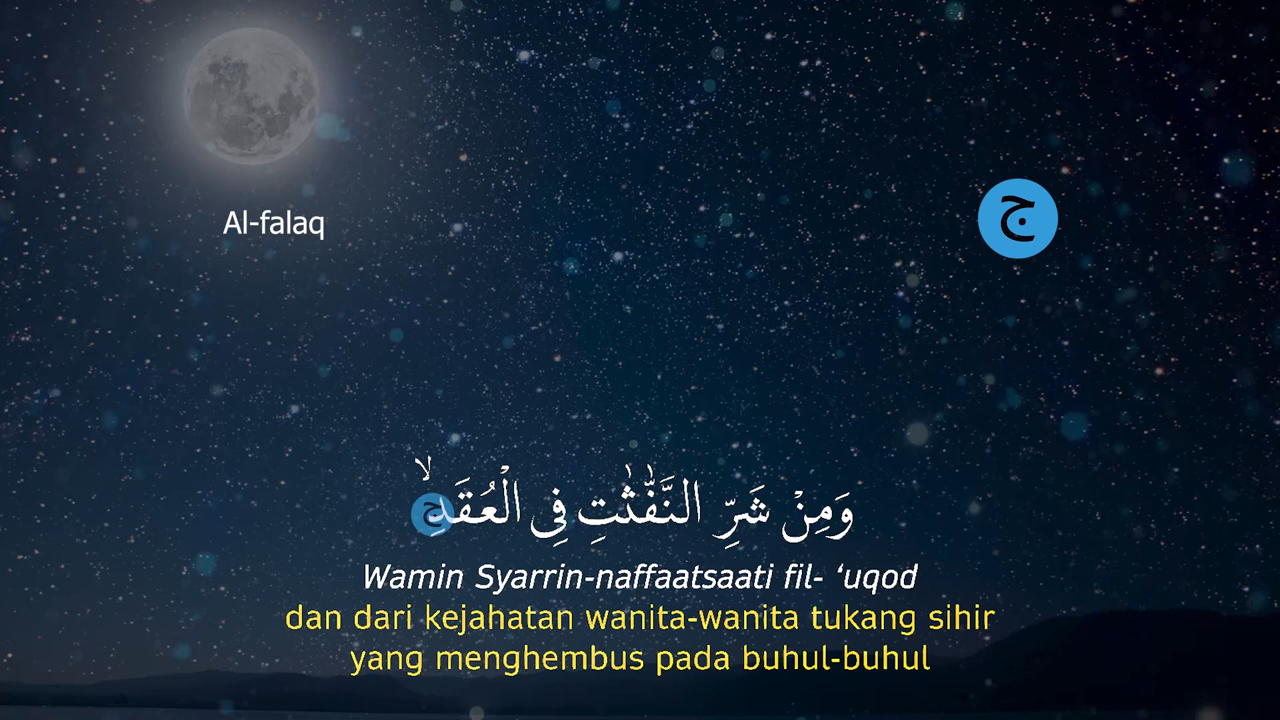 Al-falaq
ج
وَمِنْ شَرِّ النَّفّٰثٰتِ فِى الْعُقَدِۙ
ج
Wamin Syarrin-naffaatsaati fil- ‘uqod
dan dari kejahatan wanita-wanita tukang sihir
yang menghembus pada buhul-buhul